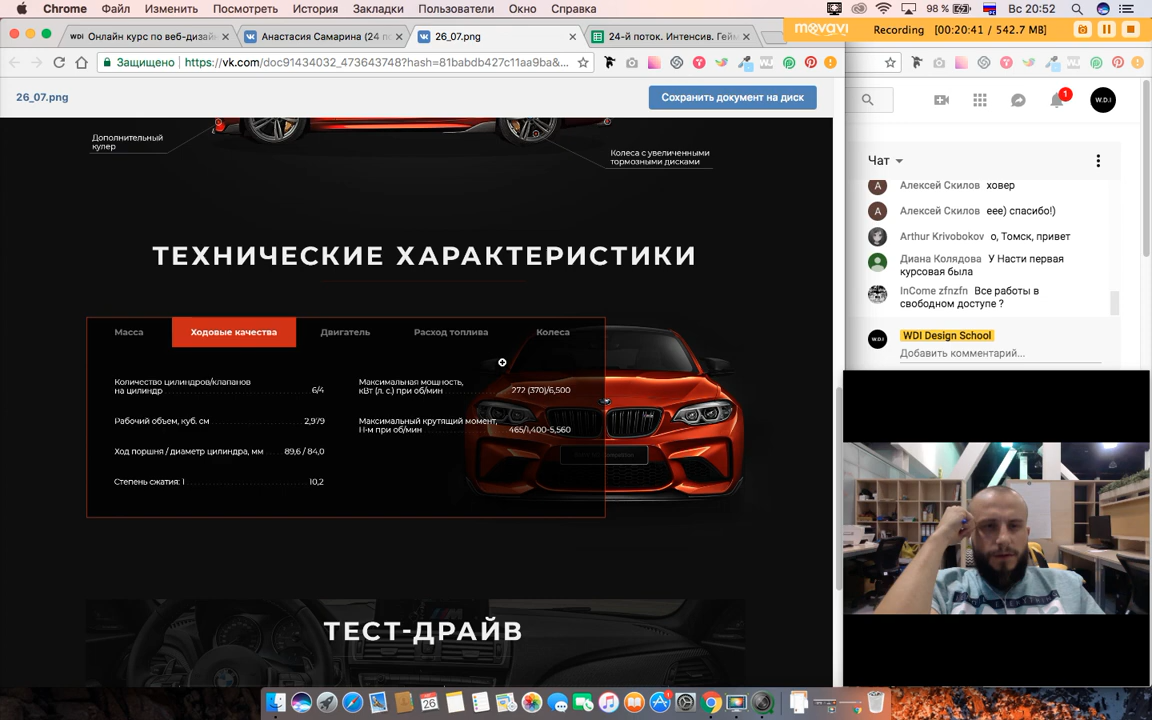 Chrome Файл Изменить Посмотреть История Закладки Пользователи Окно Справка 98 % Вс 20:52
WDI Онлайн Курс по веб-дизайн
Анастасия Самарина (24 по
26_07.png
24-й поток. Интенсив. Гейм
movavi Recording [00:20:41 / 542.7 MB]
Защищено https://vk.com/doc91434032_473643748?hash=81babdb427c11aa9ba&...
26_07.png
Сохранить документ на диск
1
W.D.I
Дополнительный
кулер
Колеса с увеличенными
тормозными дисками
ТЕХНИЧЕСКИЕ ХАРАКТЕРИСТИКИ
Масса Ходовые качества Двигатель Расход топлива Колеса
Количество цилиндров/клапанов
на цилиндр 6/4
Рабочий объем, куб. см 2,979
Ход поршня / диаметр цилиндра, мм 89,6 / 84,0
Степень сжатия: 1 10,2
Максимальная мощность,
кВт (л. с.) при об/мин 272 (370)/6,500
Максимальный крутящий момент,
Н·м при об/мин 465/1,400-5,560
ТЕСТ-ДРАЙВ
Чат
Алексей Скилов ховер
Алексей Скилов еее) спасибо!)
Arthur Krivobokov о, Томск, привет
Диана Колядова У Насти первая
курсовая была
InCome zfnzfn Все работы в
свободном доступе ?
WDI Design School
Добавить комментарий...